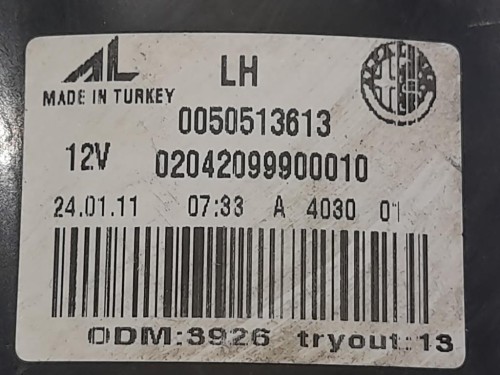 AL LH
MADE IN TURKEY
0050513613
12V 02042099900010
24.01.11 07:33 A 4030 01
ODM:3926 tryout:13